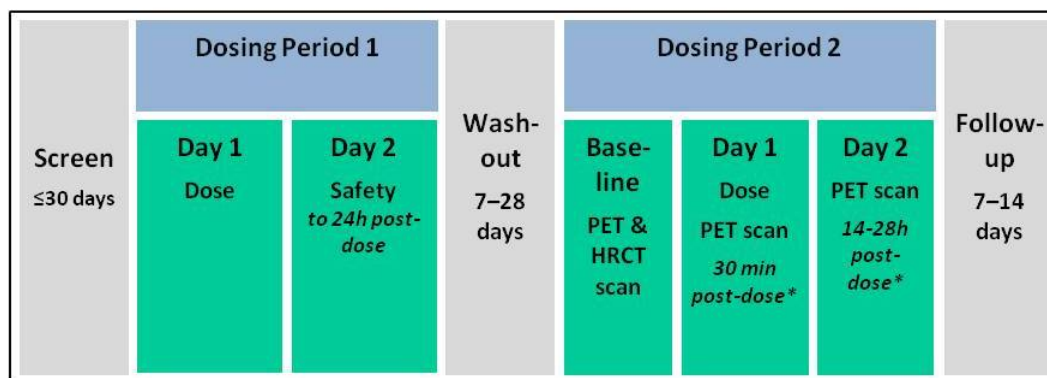 Screen
≤30 days
Dosing Period 1
Day 1
Dose
Day 2
Safety
to 24h post-
dose
Wash-
out
7–28
days
Dosing Period 2
Base-
line
PET &
HRCT
scan
Day 1
Dose
PET scan
30 min
post-dose*
Day 2
PET scan
14-28h
post-
dose*
Follow-
up
7–14
days